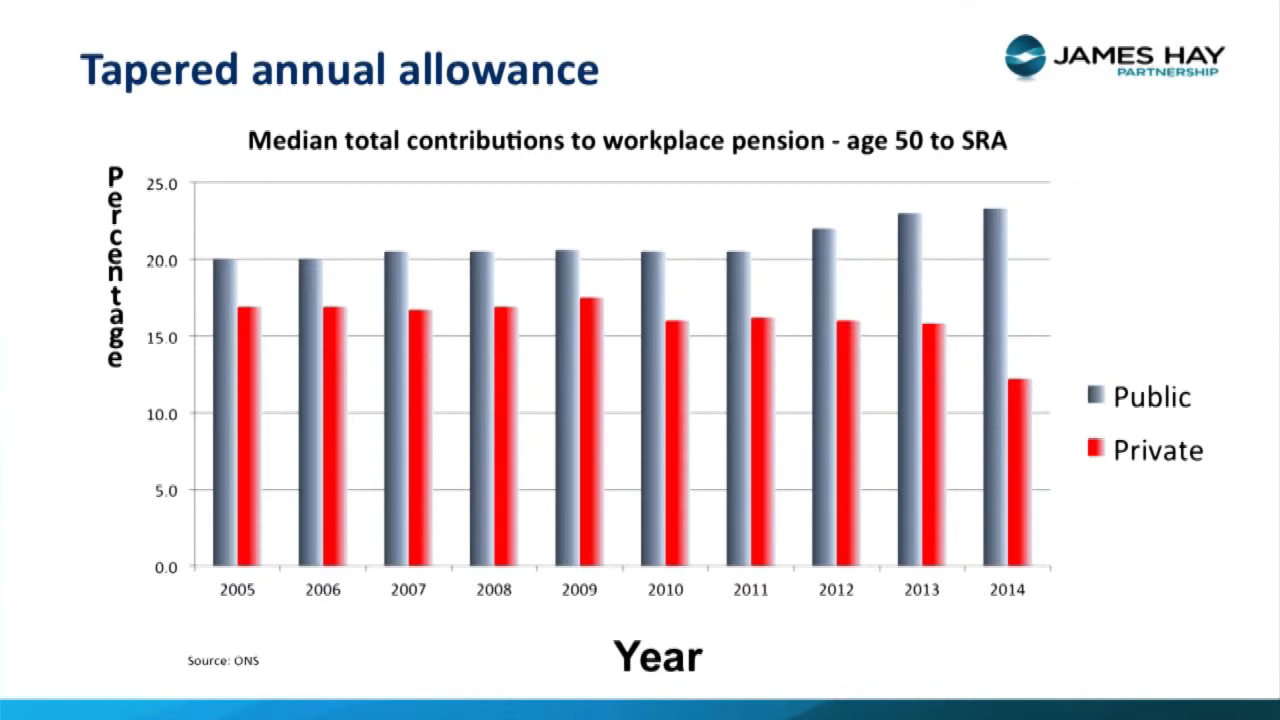 Tapered annual allowance
JAMES HAY
PARTNERSHIP
Median total contributions to workplace pension - age 50 to SRA
Percentage
25.0
20.0
15.0
10.0
5.0
0.0
2005 2006 2007 2008 2009 2010 2011 2012 2013 2014
Public
Private
Year
Source: ONS